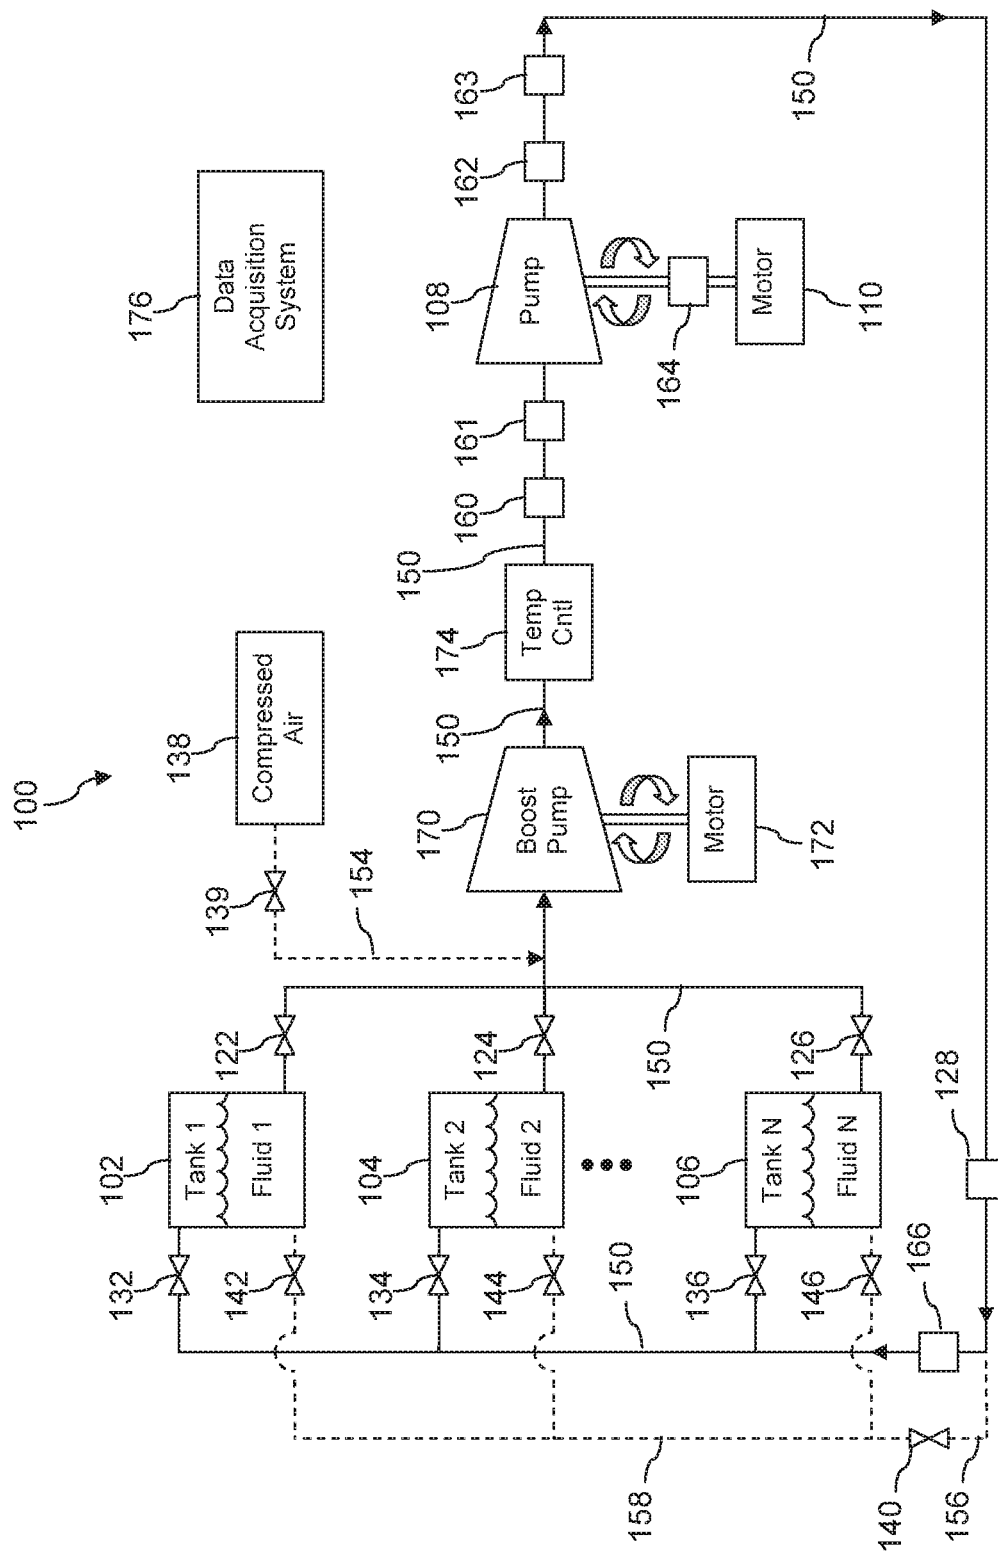 100
176
Data
Acquisition
System
138
Compressed
Air
139
154
102
Tank 1
Fluid 1
122
132
142
104
Tank 2
Fluid 2
124
134
144
106
Tank N
Fluid N
126
136
146
150
150
170
Boost
Pump
Motor
172
150
174
Temp
Cntl
150
160
161
108
Pump
164
Motor
110
162
163
150
128
166
158
140
156